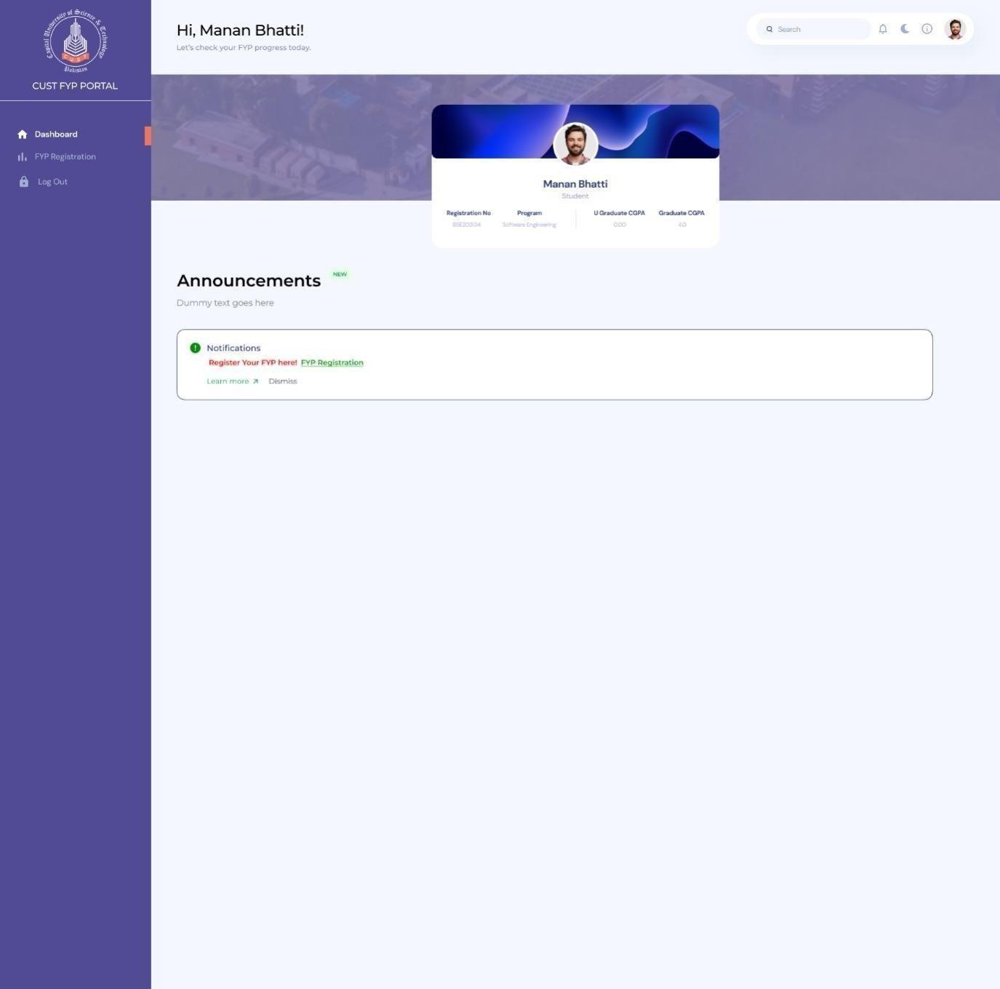 Capital University of Science & Technology
CUST
Pakistan
CUST FYP PORTAL
Dashboard
FYP Registration
Log Out
Hi, Manan Bhatti!
Let's check your FYP progress today.
Search
Manan Bhatti
Student
Registration No Program U Graduate CGPA Graduate CGPA
BSE203134 Software Engineering 0.00 4.0
Announcements NEW
Dummy text goes here
Notifications
Register Your FYP here! FYP Registration
Learn more Dismiss